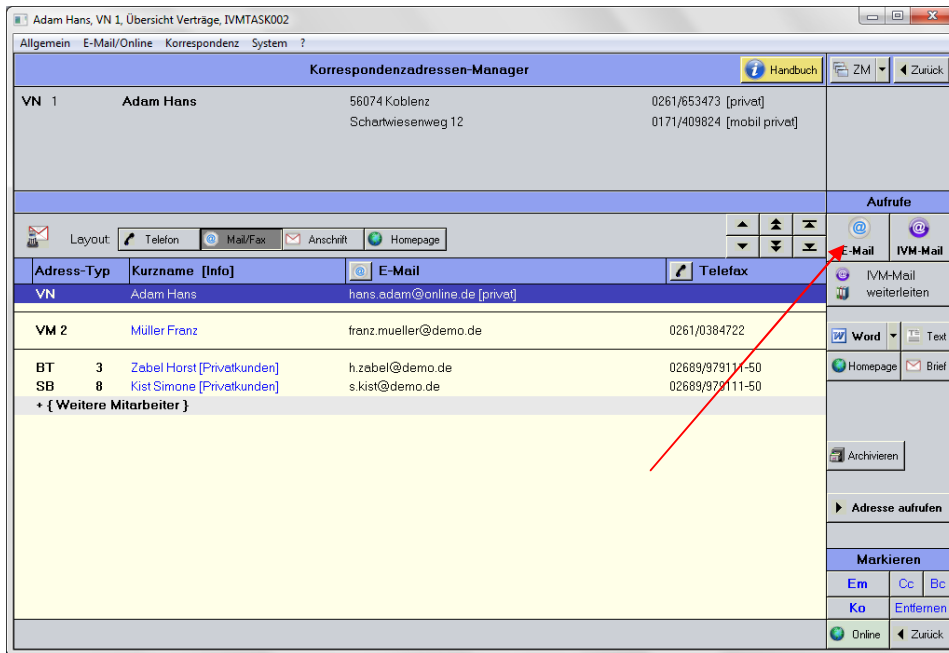 Adam Hans, VN 1, Übersicht Verträge, IVMTASK002
Allgemein E-Mail/Online Korrespondenz System ?
Korrespondenzadressen-Manager
Handbuch
ZM
Zurück
VN 1 Adam Hans 56074 Koblenz 0261/653473 [privat]
Schartwiesenweg 12 0171/409824 [mobil privat]
Aufrufe
Layout: Telefon Mail/Fax Anschrift Homepage
E-Mail IVM-Mail
Adress-Typ Kurzname [Info] E-Mail Telefax
IVM-Mail
weiterleiten
VN Adam Hans hans.adam@online.de [privat]
VM 2 Müller Franz franz.mueller@demo.de 0261/0384722
Word Text
BT 3 Zabel Horst [Privatkunden] h.zabel@demo.de 02689/979111-50
Homepage Brief
SB 8 Kist Simone [Privatkunden] s.kist@demo.de 02689/979111-50
+ { Weitere Mitarbeiter }
Archivieren
Adresse aufrufen
Markieren
Em Cc Bc
Ko Entfernen
Online Zurück